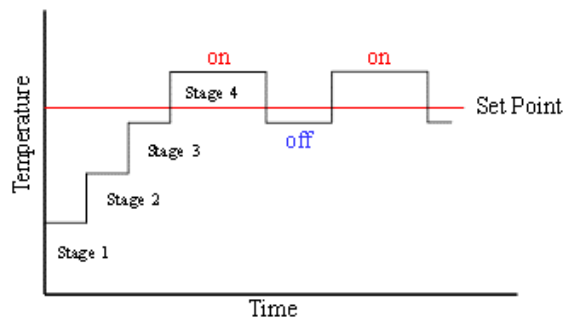 on
on
Stage 4
Set Point
off
Stage 3
Stage 2
Stage 1
Temperature
Time